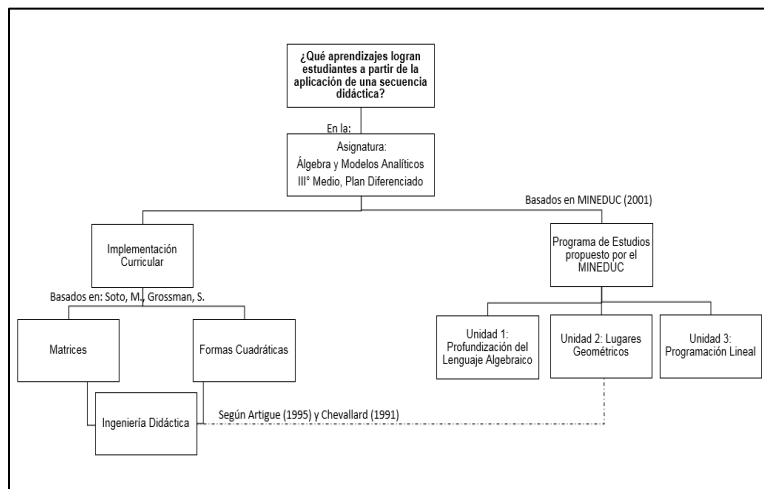 ¿Qué aprendizajes logran
estudiantes a partir de la
aplicación de una secuencia
didáctica?
En la:
Asignatura:
Álgebra y Modelos Analíticos
III° Medio, Plan Diferenciado
Basados en MINEDUC (2001)
Implementación
Curricular
Programa de Estudios
propuesto por el
MINEDUC
Basados en: Soto, M., Grossman, S.
Matrices
Formas Cuadráticas
Unidad 1:
Profundización del
Lenguaje Algebraico
Unidad 2: Lugares
Geométricos
Unidad 3:
Programación Lineal
Ingeniería Didáctica
Según Artigue (1995) y Chevallard (1991)